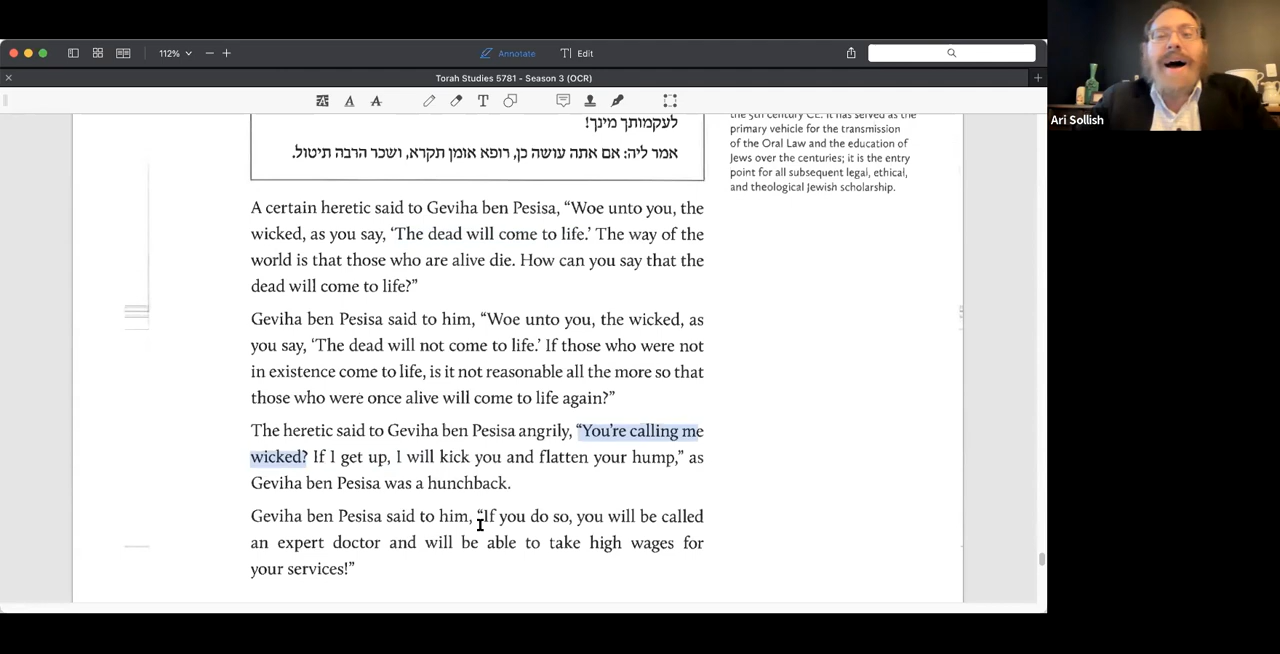 112%
Annotate
Edit
Torah Studies 5781 - Season 3 (OCR)
לעקמותך מינך!
אמר ליה: אם אתה עושה כן, רופא אומן תקרא, ושכר הרבה תיטול.
the 5th century CE. It has served as the
primary vehicle for the transmission
of the Oral Law and the education of
Jews over the centuries; it is the entry
point for all subsequent legal, ethical,
and theological Jewish scholarship.
A certain heretic said to Geviha ben Pesisa, “Woe unto you, the
wicked, as you say, ‘The dead will come to life.’ The way of the
world is that those who are alive die. How can you say that the
dead will come to life?”
Geviha ben Pesisa said to him, “Woe unto you, the wicked, as
you say, ‘The dead will not come to life.’ If those who were not
in existence come to life, is it not reasonable all the more so that
those who were once alive will come to life again?”
The heretic said to Geviha ben Pesisa angrily, “You’re calling me
wicked? If I get up, I will kick you and flatten your hump,” as
Geviha ben Pesisa was a hunchback.
Geviha ben Pesisa said to him, “If you do so, you will be called
an expert doctor and will be able to take high wages for
your services!”
Ari Sollish